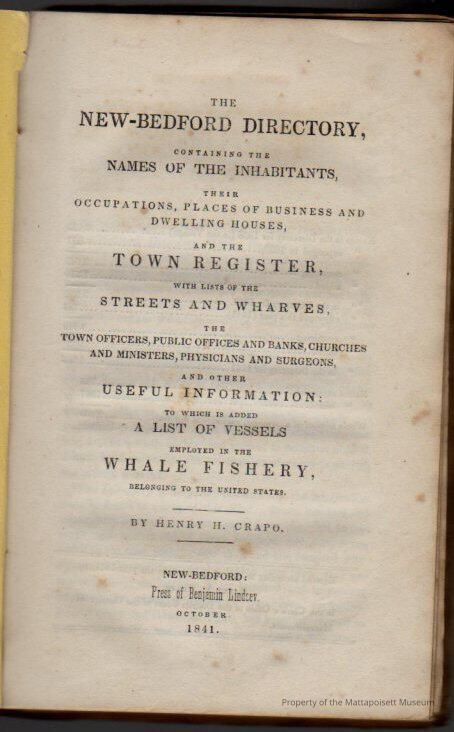 THE
NEW-BEDFORD DIRECTORY,
CONTAINING THE
NAMES OF THE INHABITANTS,
THEIR
OCCUPATIONS, PLACES OF BUSINESS AND
DWELLING HOUSES,
AND THE
TOWN REGISTER,
WITH LISTS OF THE
STREETS AND WHARVES,
THE
TOWN OFFICERS, PUBLIC OFFICES AND BANKS, CHURCHES
AND MINISTERS, PHYSICIANS AND SURGEONS,
AND OTHER
USEFUL INFORMATION:
TO WHICH IS ADDED
A LIST OF VESSELS
EMPLOYED IN THE
WHALE FISHERY,
BELONGING TO THE UNITED STATES.
BY HENRY H. CRAPO.
NEW-BEDFORD:
Press of Benjamin Lindsey.
OCTOBER
1841.
Property of the Mattapoisett Museum